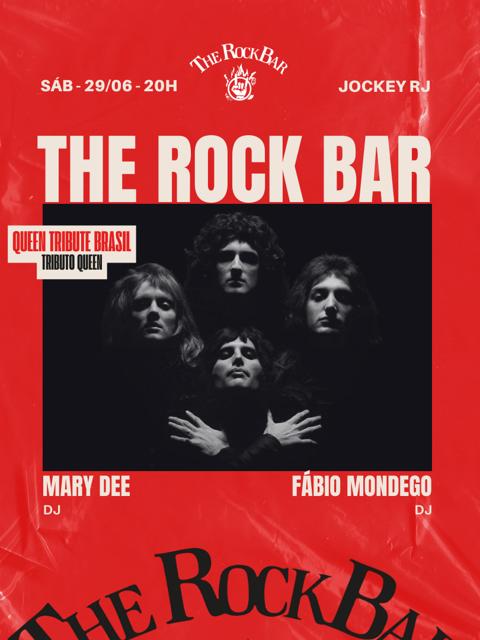 THE ROCK BAR
SÁB - 29/06 - 20H
JOCKEY RJ
THE ROCK BAR
QUEEN TRIBUTE BRASIL
TRIBUTO QUEEN
MARY DEE
DJ
FÁBIO MONDEGO
DJ
THE ROCK BAR